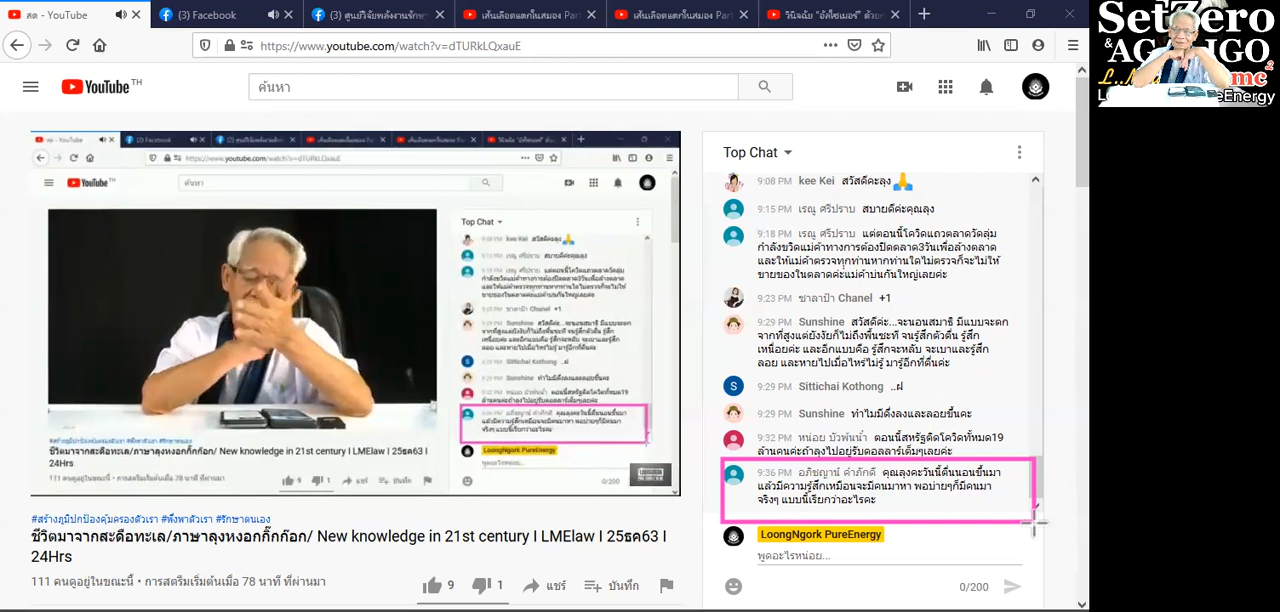 สด - YouTube
(3) Facebook
(3) ศูนย์วิจัยพลังงานรักษา
เส้นเลือดแตกในสมอง Par
เส้นเลือดแตกในสมอง Par
วินิจฉัย "อัลไซเมอร์" ด้วยก
https://www.youtube.com/watch?v=dTURkLQxauE
YouTube TH
ค้นหา
SetZero
&
mc²
Energy
Top Chat
9:08 PM kee Kei สวัสดีคะลุง
9:15 PM เรณู ศรีปราบ สบายดีค่ะคุณลุง
9:18 PM เรณู ศรีปราบ แต่ตอนนี้โควิดแถวตลาดวัดลุ่ม
กำลังขวิดแม่ค้าทางการต้องปิดตลาด3วันเพื่อล้างตลาด
และให้แม่ค้าตรวจทุกท่านหากท่านใดไม่ตรวจก็จะไม่ให้
ขายของในตลาดค่ะแม่ค้าบ่นกันใหญ่เลยค่ะ
9:23 PM ชาลาป้า Chanel +1
9:29 PM Sunshine สวัสดีค่ะ...จะนอนสมาธิ มีแบบจะตก
จากที่สูงแต่ยังงัยก็ไม่ถึงพื้นซะที จนรู้สึกตัวตื่น รู้สึก
เหนื่อยค่ะ และอีกแบบคือ รู้สึกจะหลับ จะเบาและรู้สึก
ลอย และหายไปเมื่อไหร่ไม่รู้ มารู้อีกที่ตื่นค่ะ
9:29 PM Sittichai Kothong ..ฝ
9:29 PM Sunshine ทำไมมีดิ่งลงและลอยขึ้นคะ
9:32 PM หน่อย บัวพันน้ำ ตอนนี้สหรัฐติดโควิดทั้หมด19
ล้านคนค่ะถ้าลุงไปอยู่รับดอลลาร์เต็มๆเลยค่ะ
9:36 PM อภิชญาน์ คำภักดี คุณลุงคะวันนี้ตื่นนอนขึ้นมา
แล้วมีความรู้สึกเหมือนจะมีคนมาหา พอบ่ายๆก็มีคนมา
จริงๆ แบบนี้เรียกว่าอะไรคะ
LoongNgork PureEnergy
พูดอะไรหน่อย...
0/200
#สร้างภูมิปกป้องคุ้มครองตัวเรา #พึ่งพาตัวเรา #รักษาตนเอง
ชีวิตมาจากสะดือทะเล/ภาษาลุงหงอกกิ๊กก๊อก/ New knowledge in 21st century I LMElaw I 25ธค63 I
24Hrs
111 คนดูอยู่ในขณะนี้ • การสตรีมเริ่มต้นเมื่อ 78 นาที ที่ผ่านมา
9
1
แชร์
บันทึก